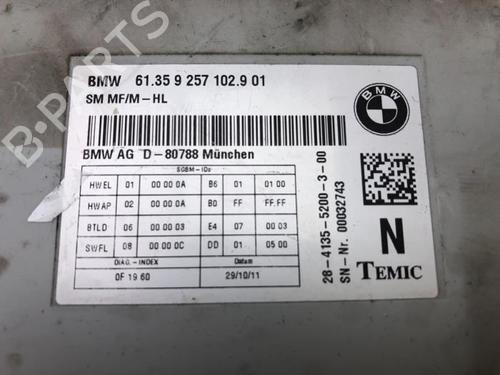 BMW 61.35 9 257 102.9 01
SM MF/M-HL
BMW
BMW AG D-80788 München
SGBM-IDs
HWEL 01 00 00 0A B6 01 01 00
HWAP 02 00 00 0A B0 FF FF.FF
BTLD 06 00 00 03 E4 07 00 03
SWFL 08 00 00 0C DD 01 05 00
DIAG.-INDEX Datum
0F 19 60 29/10/11
28-4135-5200-3-00
SN-Nr. 00032743
N
TEMIC
B-PARTS